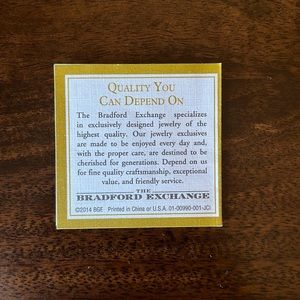 QUALITY YOU
CAN DEPEND ON
The Bradford Exchange specializes
in exclusively designed jewelry of the
highest quality. Our jewelry exclusives
are made to be enjoyed every day and,
with the proper care, are destined to be
cherished for generations. Depend on us
for fine quality craftsmanship, exceptional
value, and friendly service.
THE
BRADFORD EXCHANGE
©2014 BGE Printed in China or U.S.A. 01-00990-001-JCI